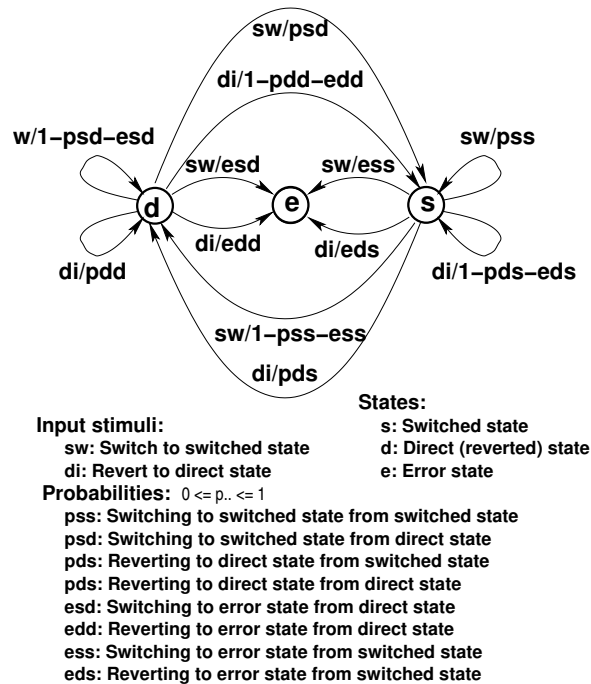 sw/psd
di/1−pdd−edd
w/1−psd−esd
sw/pss
sw/esd
sw/ess
d
e
s
di/edd
di/eds
di/pdd
di/1−pds−eds
sw/1−pss−ess
di/pds
States:
Input stimuli:
s: Switched state
sw: Switch to switched state
d: Direct (reverted) state
di: Revert to direct state
e: Error state
Probabilities: 0 <= p.. <= 1
pss: Switching to switched state from switched state
psd: Switching to switched state from direct state
pds: Reverting to direct state from switched state
pds: Reverting to direct state from direct state
esd: Switching to error state from direct state
edd: Reverting to error state from direct state
ess: Switching to error state from switched state
eds: Reverting to error state from switched state